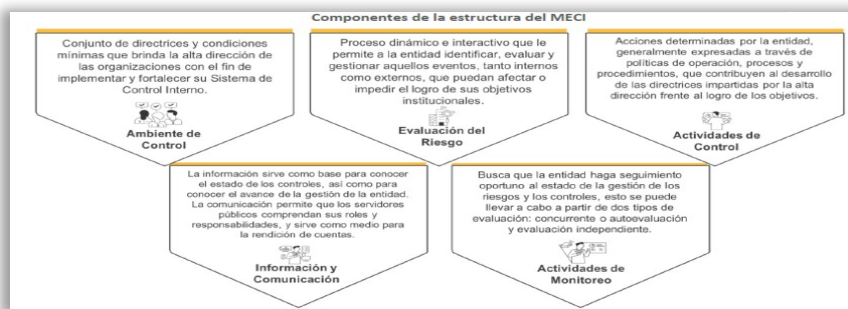 Componentes de la estructura del MECI
Conjunto de directrices y condiciones
mínimas que brinda la alta dirección de
las organizaciones con el fin de
implementar y fortalecer su Sistema de
Control Interno.
Ambiente de
Control
Proceso dinámico e interactivo que le
permite a la entidad identificar, evaluar y
gestionar aquellos eventos, tanto internos
como externos, que puedan afectar o
impedir el logro de sus objetivos
institucionales.
Evaluación del
Riesgo
Acciones determinadas por la entidad,
generalmente expresadas a través de
políticas de operación, procesos y
procedimientos, que contribuyen al desarrollo
de las directrices impartidas por la alta
dirección frente al logro de los objetivos.
Actividades de
Control
La información sirve como base para conocer
el estado de los controles, así como para
conocer el avance de la gestión de la entidad.
La comunicación permite que los servidores
públicos comprendan sus roles y
responsabilidades, y sirve como medio para
la rendición de cuentas.
Información y
Comunicación
Busca que la entidad haga seguimiento
oportuno al estado de la gestión de los
riesgos y los controles, esto se puede
llevar a cabo a partir de dos tipos de
evaluación: concurrente o autoevaluación
y evaluación independiente.
Actividades de
Monitoreo